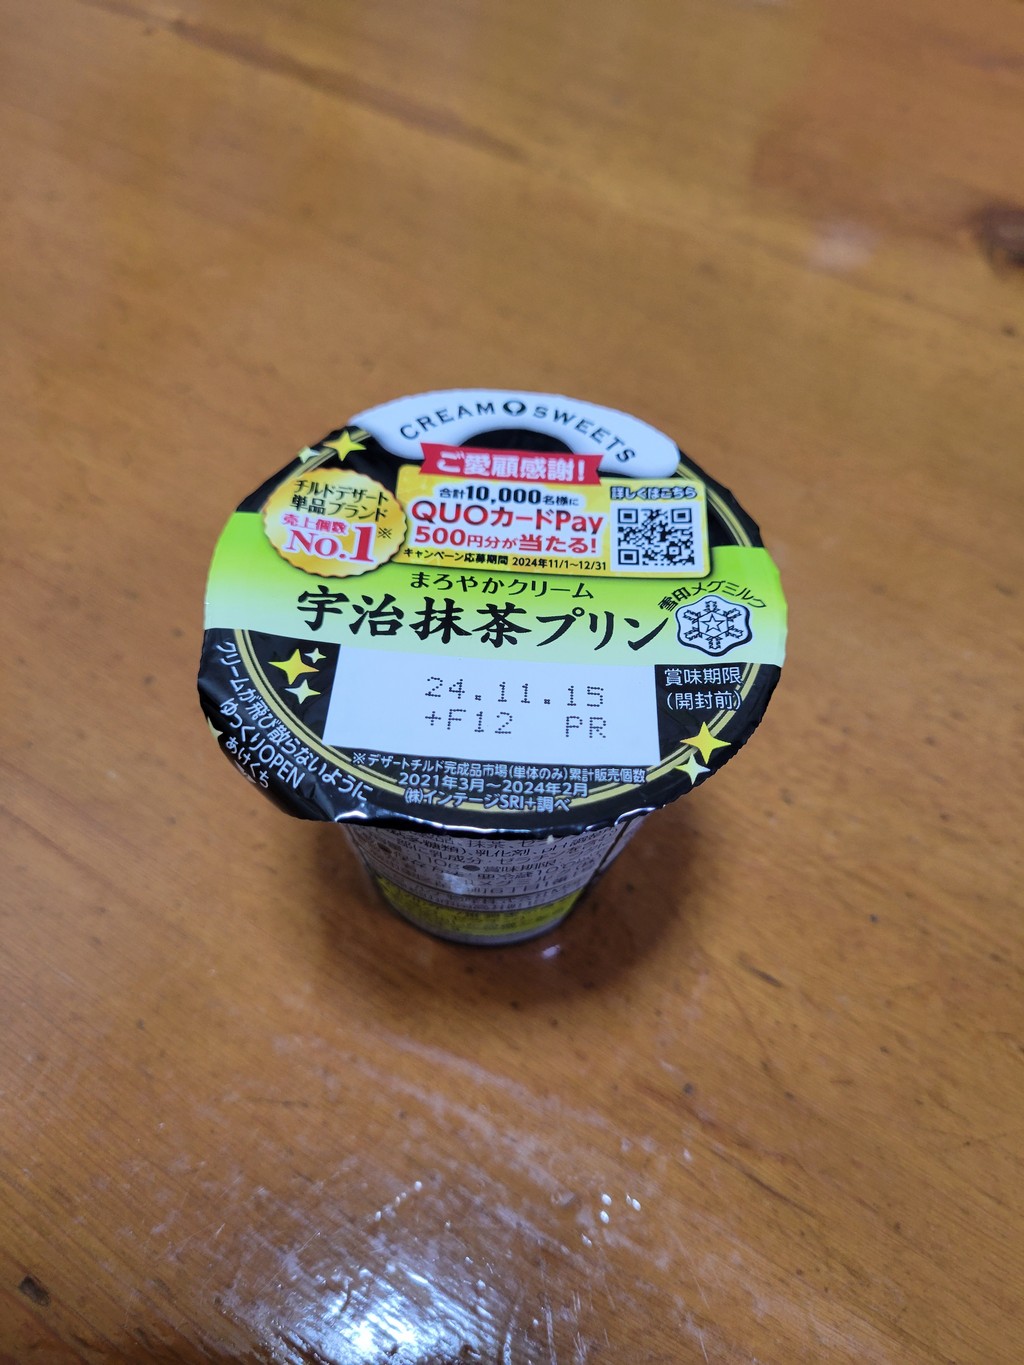 CREAM SWEETS
ご愛顧感謝!
チルドデザート
単品ブランド
売上個数
No.1※
合計10,000名様に
QUOカードPay
500円分が当たる!
キャンペーン応募期間 2024年11/1~12/31
詳しくはこちら
まろやかクリーム
宇治抹茶プリン
雪印メグミルク
24.11.15
+F12 PR
賞味期限
(開封前)
クリームが飛び散らないように
ゆっくりOPEN
あけくち
※デザートチルド完成品市場(単体のみ)累計販売個数
2021年3月~2024年2月
㈱インテージSRI+調べ